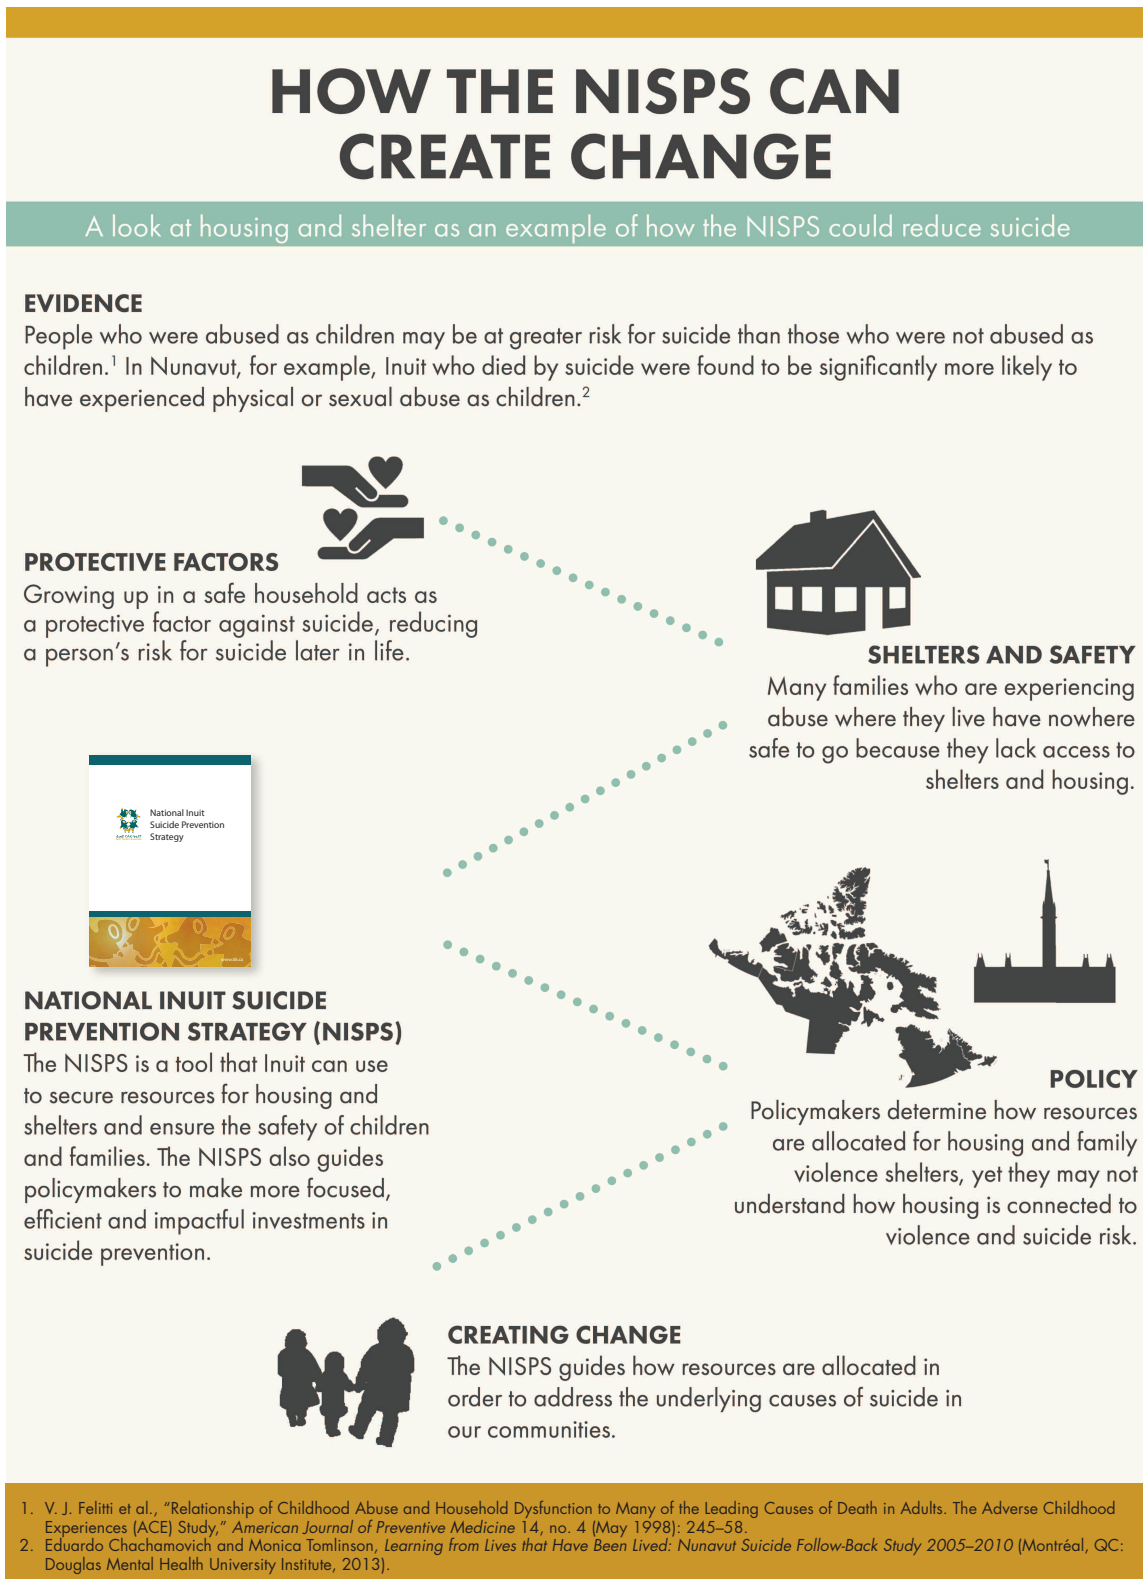 HOW THE NISPS CAN
CREATE CHANGE
A look at housing and shelter as an example of how the NISPS could reduce suicide
EVIDENCE
People who were abused as children may be at greater risk for suicide than those who were not abused as
children.1 In Nunavut, for example, Inuit who died by suicide were found to be significantly more likely to
have experienced physical or sexual abuse as children.2
PROTECTIVE FACTORS
Growing up in a safe household acts as
a protective factor against suicide, reducing
a person's risk for suicide later in life.
SHELTERS AND SAFETY
Many families who are experiencing
abuse where they live have nowhere
safe to go because they lack access to
shelters and housing.
National Inuit
Suicide Prevention
Strategy
www.itk.ca
NATIONAL INUIT SUICIDE
PREVENTION STRATEGY (NISPS)
The NISPS is a tool that Inuit can use
to secure resources for housing and
shelters and ensure the safety of children
and families. The NISPS also guides
policymakers to make more focused,
efficient and impactful investments in
suicide prevention.
POLICY
Policymakers determine how resources
are allocated for housing and family
violence shelters, yet they may not
understand how housing is connected to
violence and suicide risk.
CREATING CHANGE
The NISPS guides how resources are allocated in
order to address the underlying causes of suicide in
our communities.
1. V. J. Felitti et al., “Relationship of Childhood Abuse and Household Dysfunction to Many of the Leading Causes of Death in Adults. The Adverse Childhood
Experiences (ACE) Study,” American Journal of Preventive Medicine 14, no. 4 (May 1998): 245–58.
2. Eduardo Chachamovich and Monica Tomlinson, Learning from Lives that Have Been Lived: Nunavut Suicide Follow-Back Study 2005–2010 (Montréal, QC:
Douglas Mental Health University Institute, 2013).